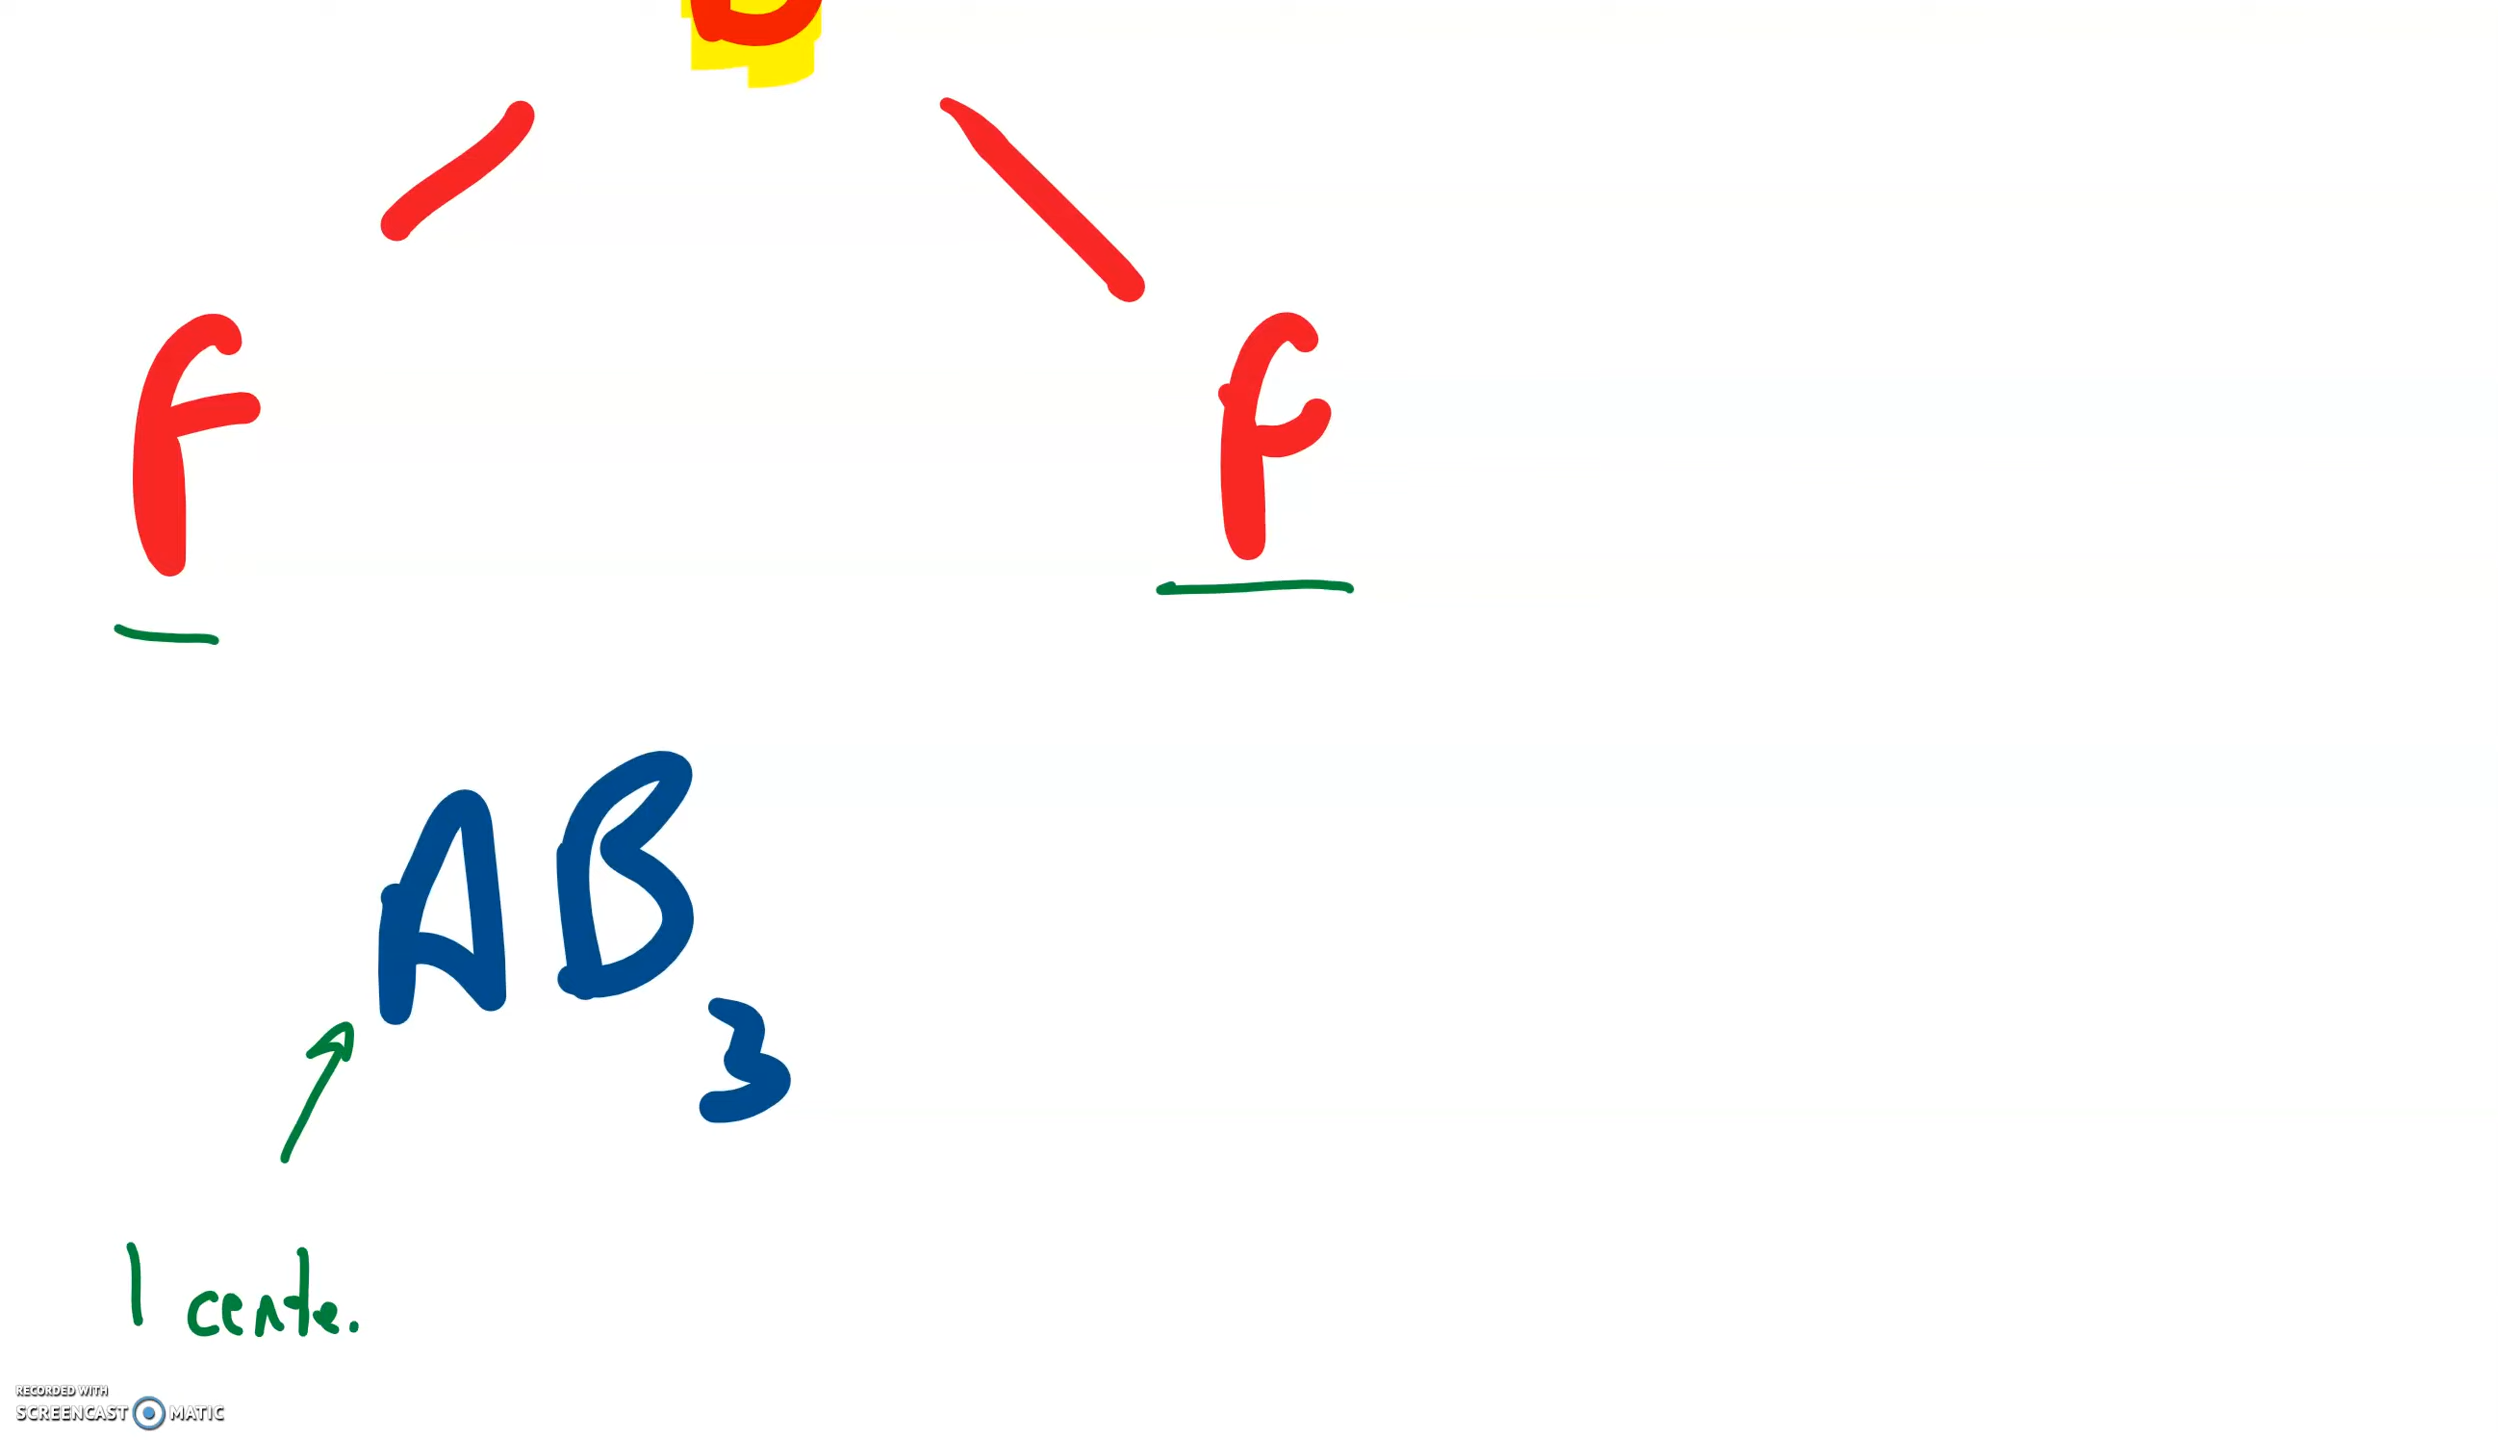 B
F F
AB3
1 cente.
RECORDED WITH
SCREENCAST MATIC